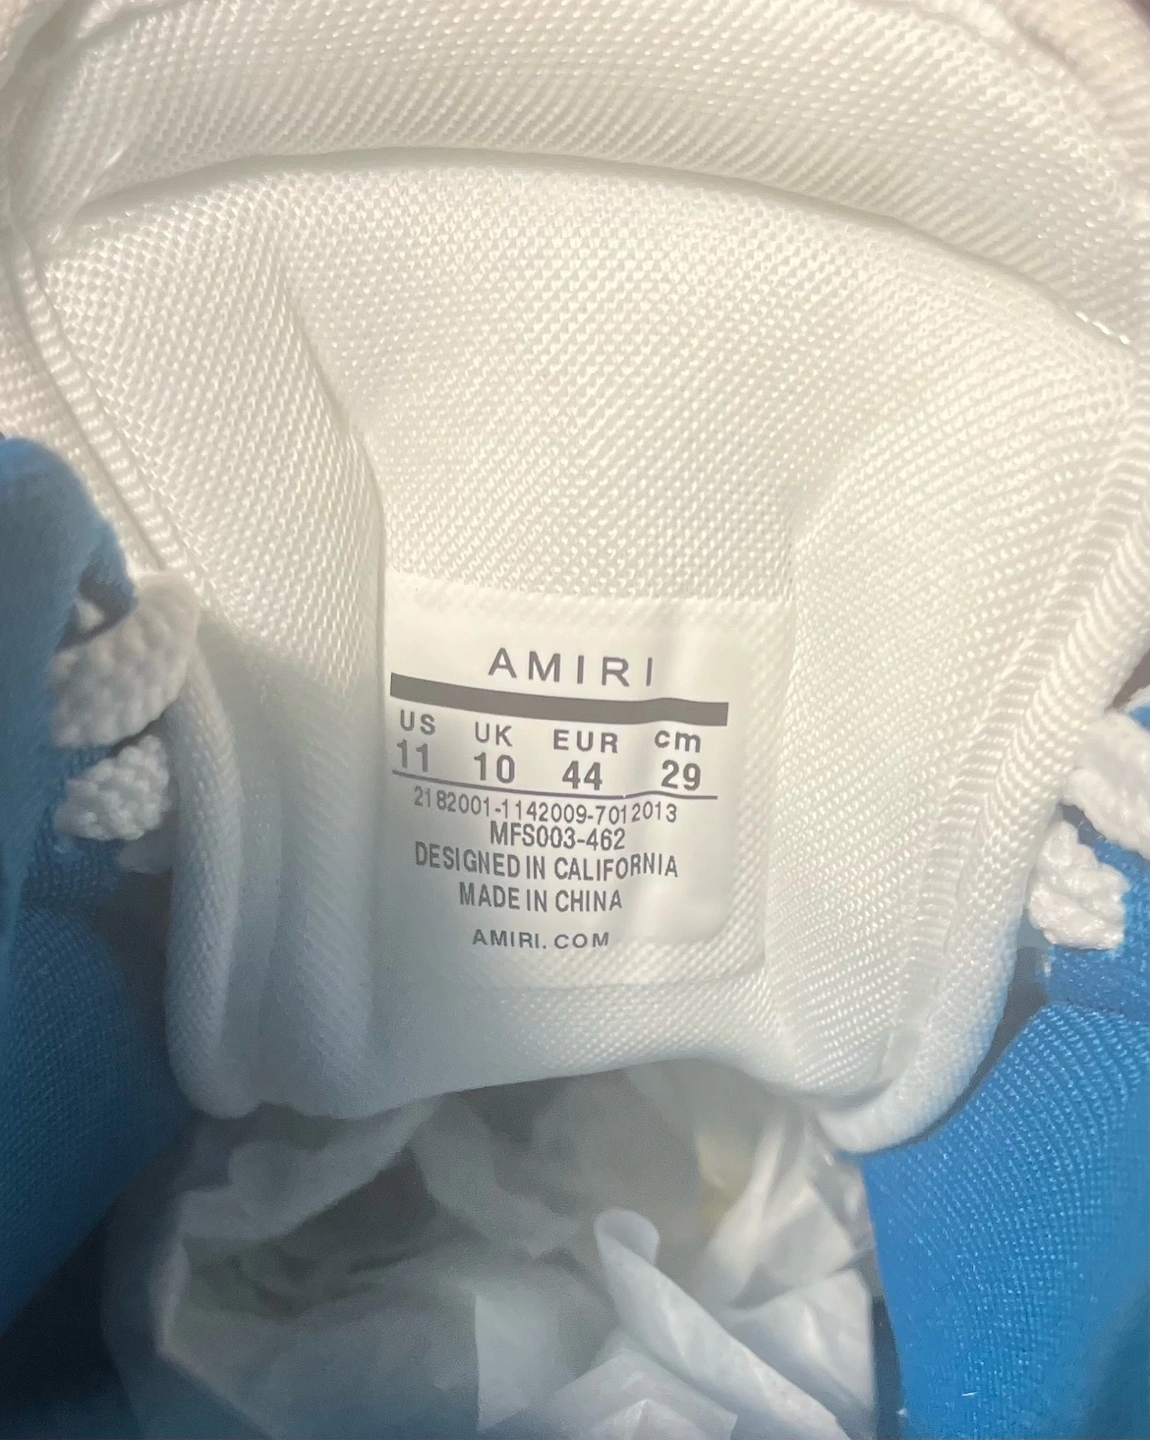 AMIRI
US UK EUR cm
11 10 44 29
2182001-1142009-7012013
MFS003-462
DESIGNED IN CALIFORNIA
MADE IN CHINA
AMIRI.COM